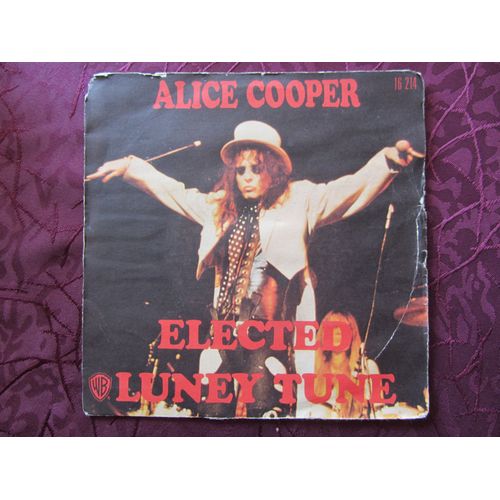 16 214
ALICE COOPER
ELECTED
WB LUNEY TUNE